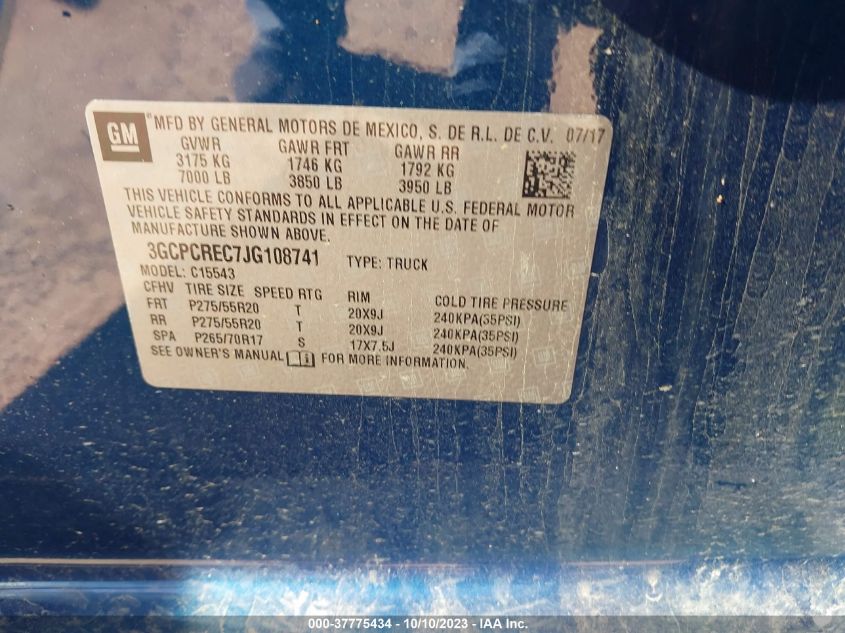 GM ® MFD BY GENERAL MOTORS DE MEXICO, S. DE R.L. DE C.V. 07/17
GVWR GAWR FRT GAWR RR
3175 KG 1746 KG 1792 KG
7000 LB 3850 LB 3950 LB
THIS VEHICLE CONFORMS TO ALL APPLICABLE U.S. FEDERAL MOTOR
VEHICLE SAFETY STANDARDS IN EFFECT ON THE DATE OF
MANUFACTURE SHOWN ABOVE.
3GCPCREC7JG108741 TYPE: TRUCK
MODEL: C15543
CFHV TIRE SIZE SPEED RTG RIM COLD TIRE PRESSURE
FRT P275/55R20 T 20X9J 240KPA(35PSI)
RR P275/55R20 T 20X9J 240KPA(35PSI)
SPA P265/70R17 S 17X7.5J 240KPA(35PSI)
SEE OWNER'S MANUAL FOR MORE INFORMATION.
000-37775434 - 10/10/2023 - © IAA Inc.